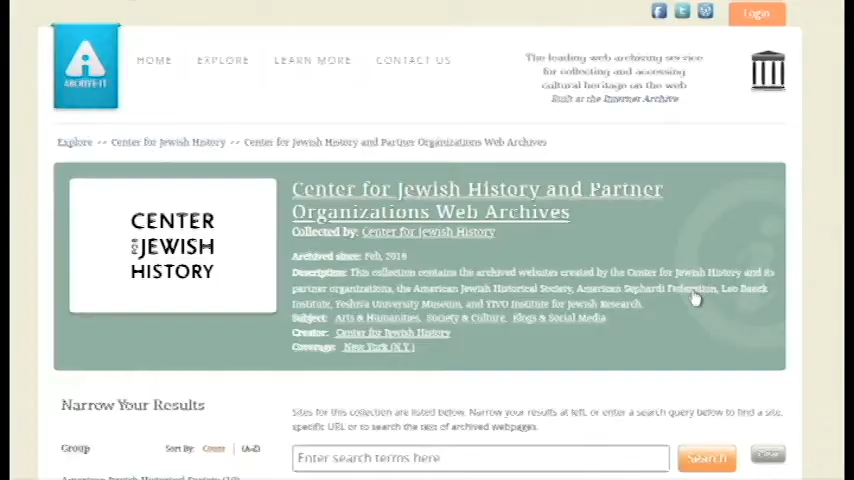 Login
ARCHIVE-IT
HOME EXPLORE LEARN MORE CONTACT US
The leading web archiving service
for collecting and accessing
cultural heritage on the web
Built at the Internet Archive
Explore >> Center for Jewish History >> Center for Jewish History and Partner Organizations Web Archives
CENTER
FOR JEWISH
HISTORY
Center for Jewish History and Partner
Organizations Web Archives
Collected by: Center for Jewish History
Archived since: Feb, 2016
Description: This collection contains the archived websites created by the Center for Jewish History and its
partner organizations, the American Jewish Historical Society, American Sephardi Federation, Leo Baeck
Institute, Yeshiva University Museum, and YIVO Institute for Jewish Research.
Subject: Arts & Humanities, Society & Culture, Blogs & Social Media
Creator: Center for Jewish History
Coverage: New York (N.Y.)
Narrow Your Results
Group Sort By: Count | (A-Z)
American Jewish Historical Society
Sites for this collection are listed below. Narrow your results at left, or enter a search query below to find a site,
specific URL or to search the text of archived webpages.
Enter search terms here Search Clear